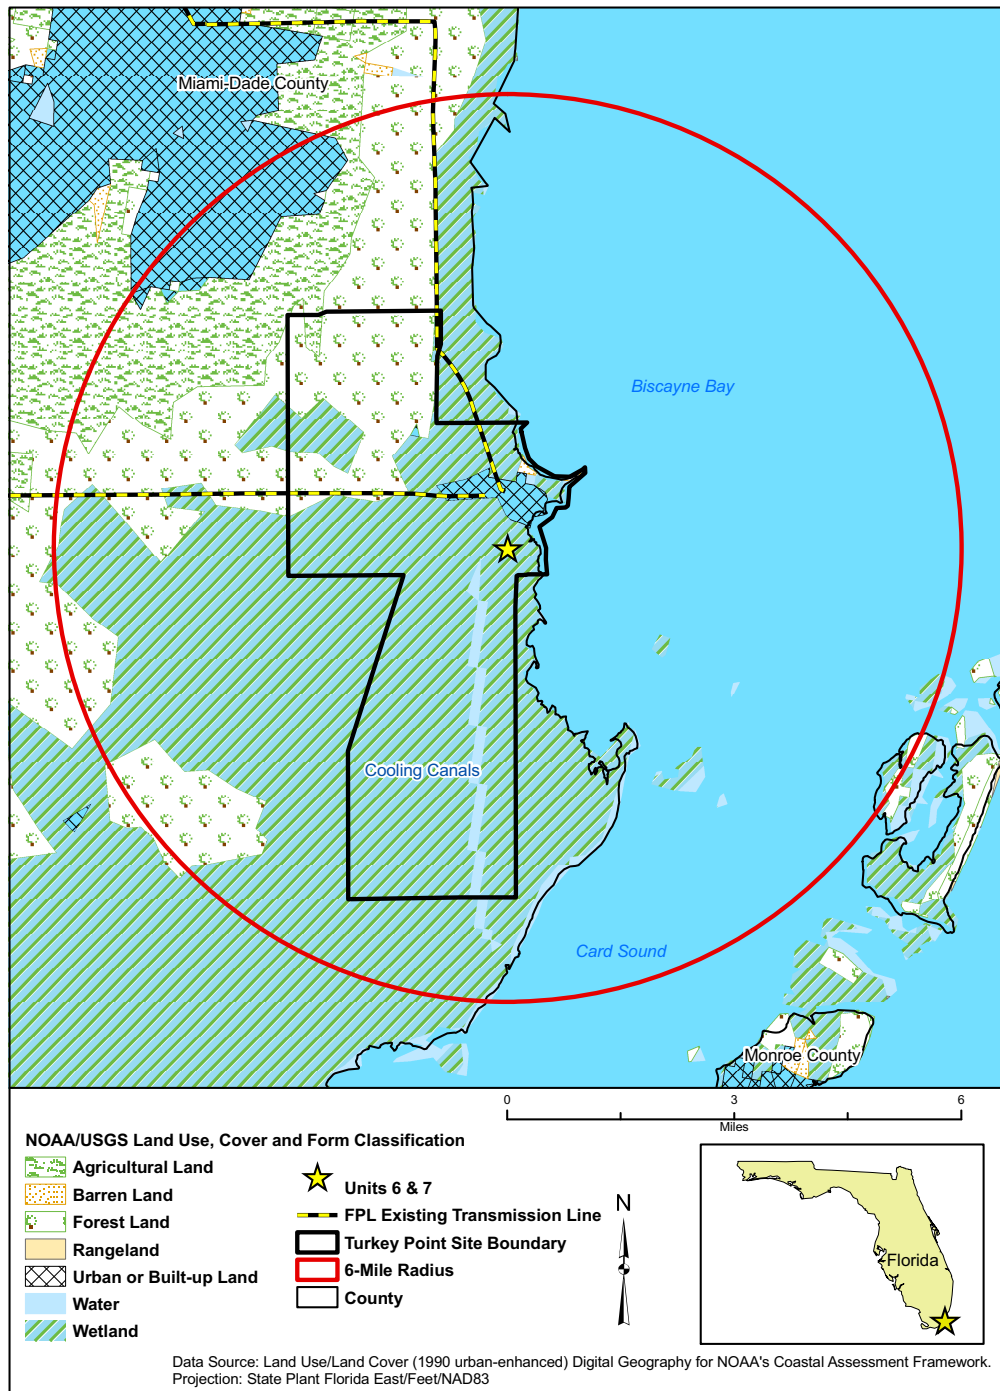 Miami-Dade County
Biscayne Bay
Cooling Canals
Card Sound
Monroe County
0 3 6
Miles
NOAA/USGS Land Use, Cover and Form Classification
Agricultural Land
Barren Land
Forest Land
Rangeland
Urban or Built-up Land
Water
Wetland
Units 6 & 7
FPL Existing Transmission Line
Turkey Point Site Boundary
6-Mile Radius
County
N
Florida
Data Source: Land Use/Land Cover (1990 urban-enhanced) Digital Geography for NOAA's Coastal Assessment Framework.
Projection: State Plant Florida East/Feet/NAD83